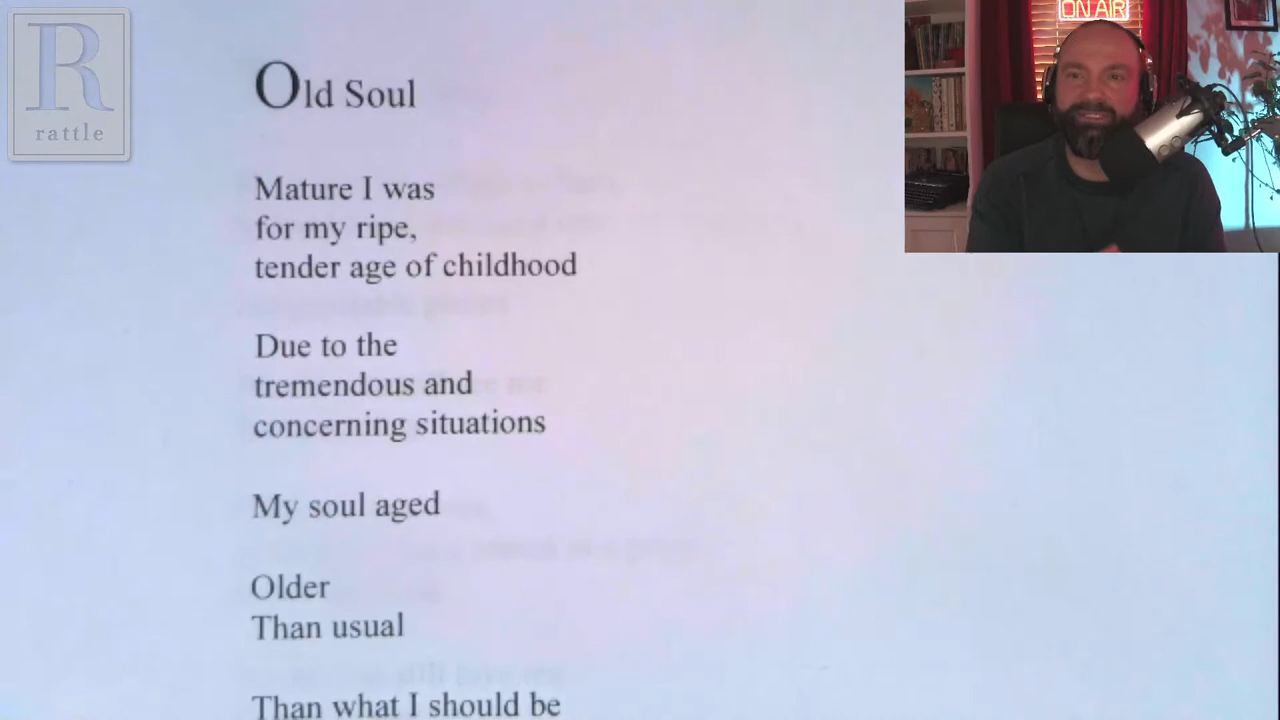 R
rattle
ON AIR
Old Soul
Mature I was
for my ripe,
tender age of childhood
Due to the
tremendous and
concerning situations
My soul aged
Older
Than usual
Than what I should be